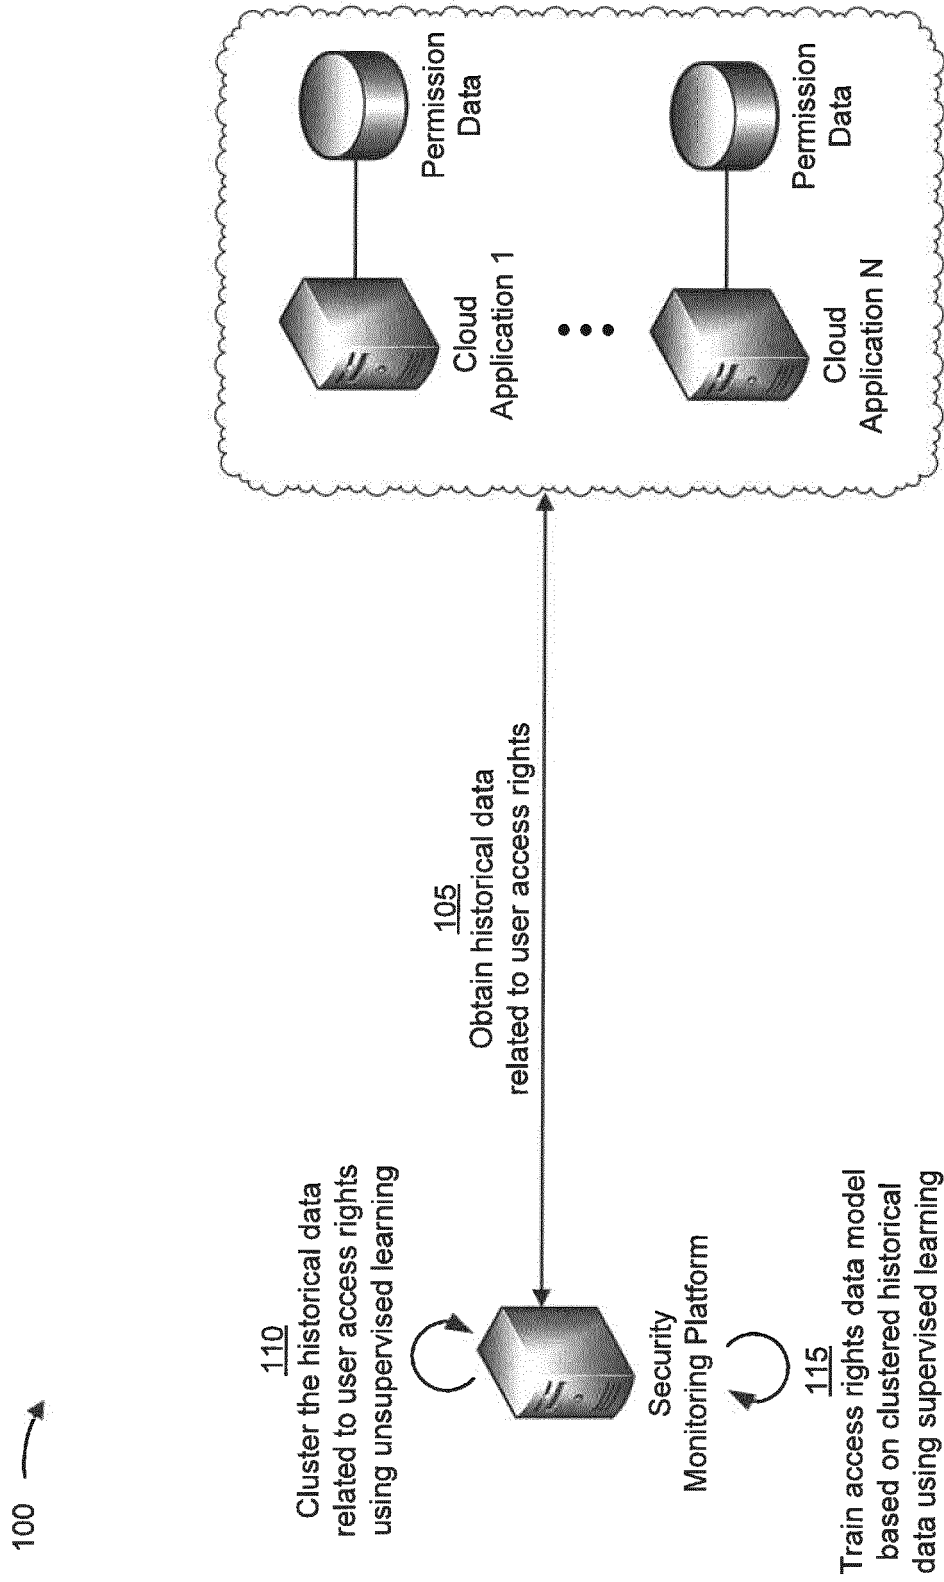 100
110
Cluster the historical data
related to user access rights
using unsupervised learning
Security
Monitoring Platform
115
Train access rights data model
based on clustered historical
data using supervised learning
105
Obtain historical data
related to user access rights
Cloud
Application 1
Permission
Data
Cloud
Application N
Permission
Data